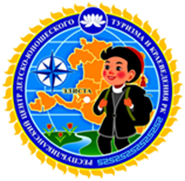 РЕСПУБЛИКАНСКИЙ ЦЕНТР ДЕТСКО-ЮНОШЕСКОГО ТУРИЗМА И КРАЕВЕДЕНИЯ РК
ЭЛИСТА